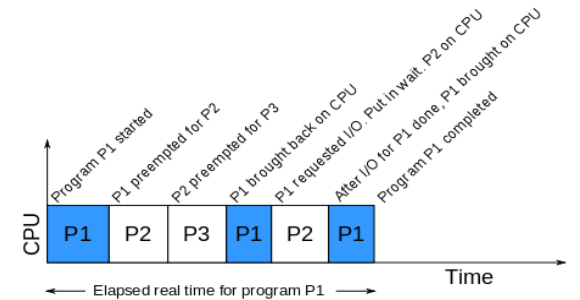 Program P1 started
P1 preempted for P2
P2 preempted for P3
P1 brought back on CPU
P1 requested I/O. Put in wait. P2 on CPU
After I/O for P1 done, P1 brought on CPU
Program P1 completed
CPU
P1
P2
P3
P1
P2
P1
Time
Elapsed real time for program P1